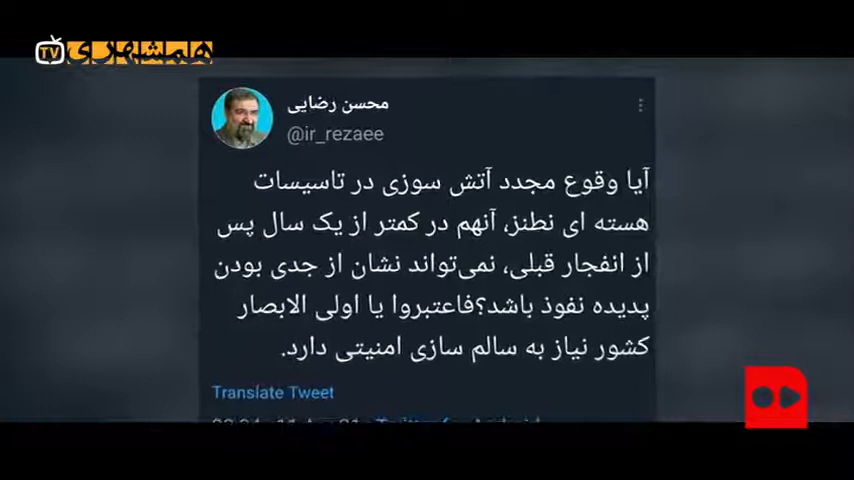 همشهری TV
محسن رضایی
@ir_rezaee
آیا وقوع مجدد آتش سوزی در تاسیسات
هسته ای نطنز، آنهم در کمتر از یک سال پس
از انفجار قبلی، نمی‌تواند نشان از جدی بودن
پدیده نفوذ باشد؟فاعتبروا یا اولی الابصار
کشور نیاز به سالم سازی امنیتی دارد.
Translate Tweet